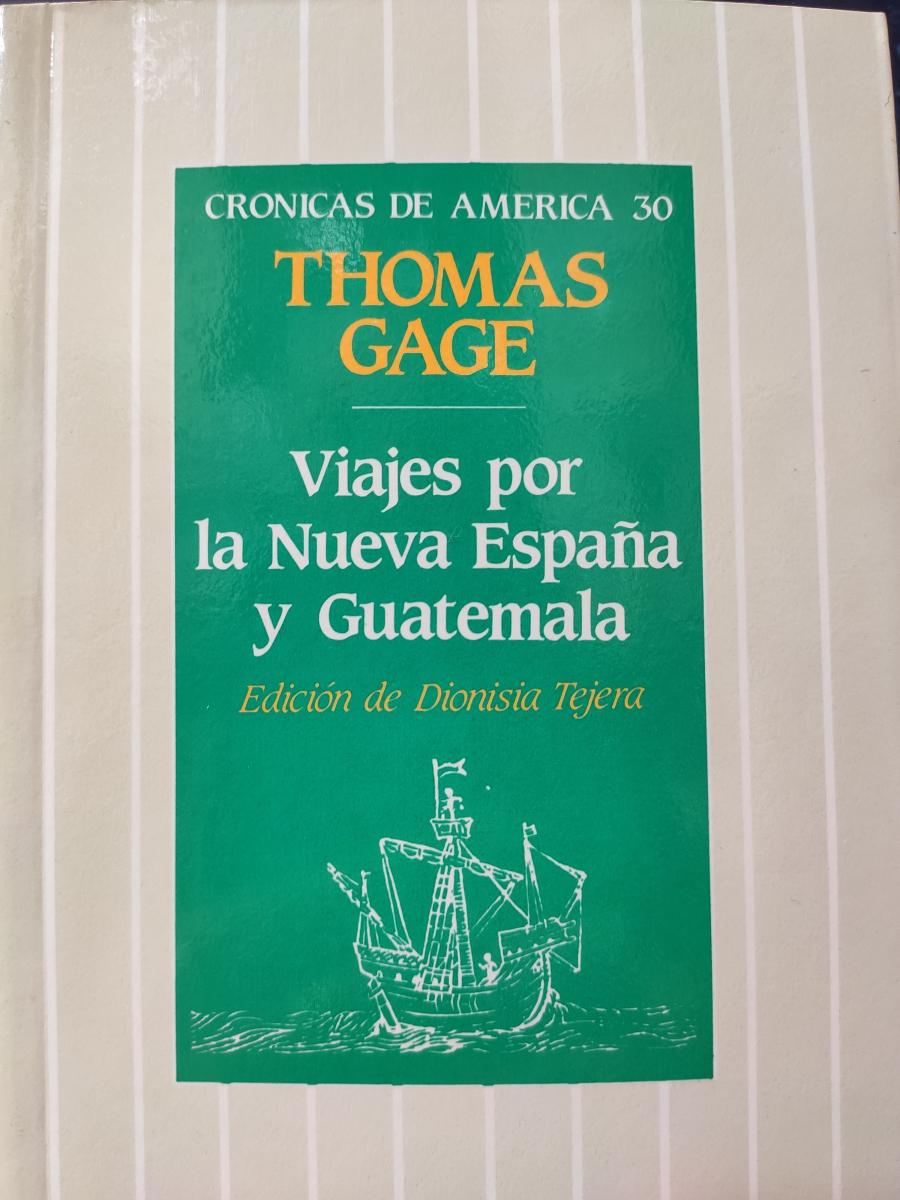 CRONICAS DE AMERICA 30
THOMAS
GAGE
Viajes por
la Nueva España
y Guatemala
Edición de Dionisia Tejera